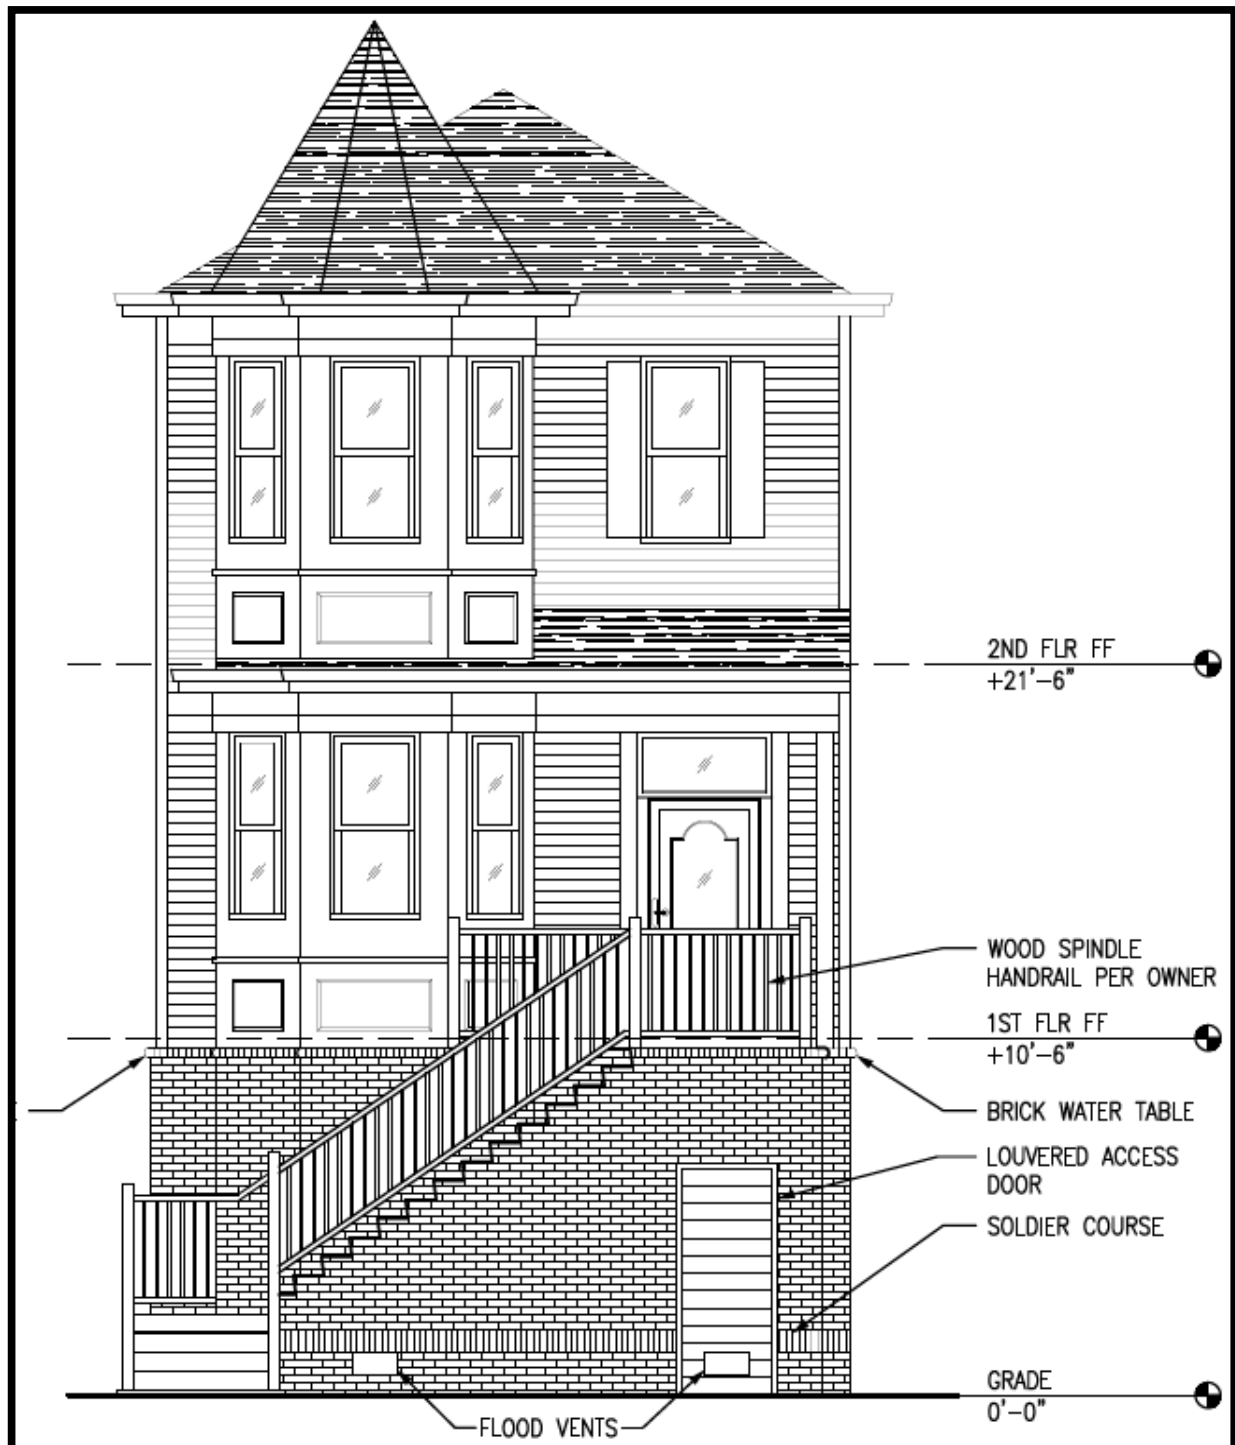 2ND FLR FF
+21'-6"
WOOD SPINDLE
HANDRAIL PER OWNER
1ST FLR FF
+10'-6"
BRICK WATER TABLE
LOUVERED ACCESS
DOOR
SOLDIER COURSE
GRADE
0'-0"
FLOOD VENTS